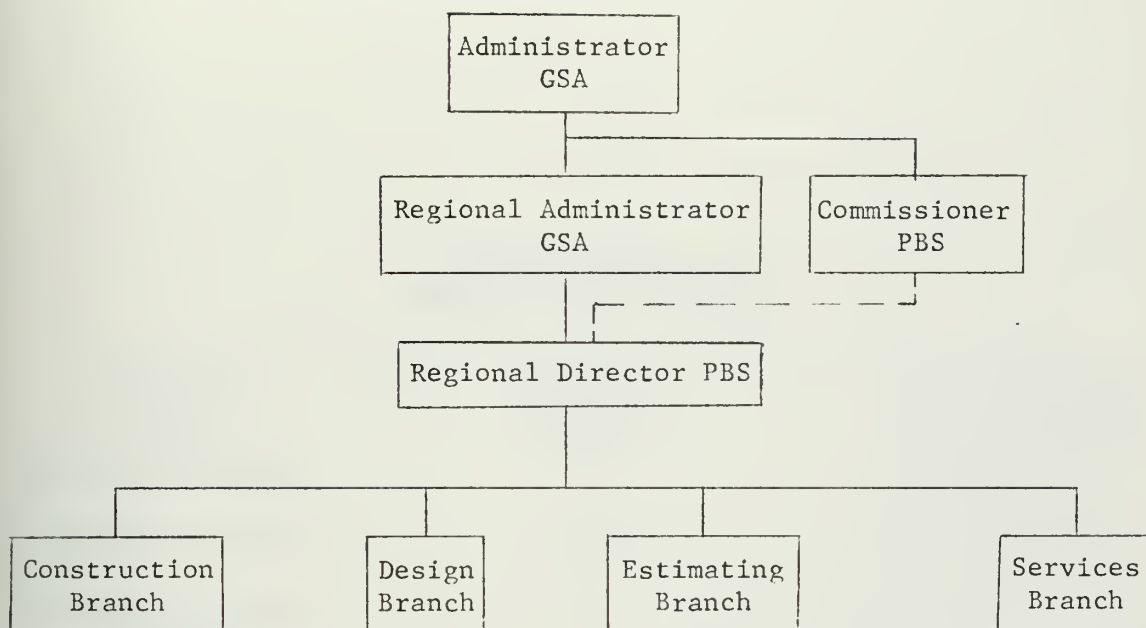 Administrator
GSA
Regional Administrator
GSA
Commissioner
PBS
Regional Director PBS
Construction
Branch
Design
Branch
Estimating
Branch
Services
Branch